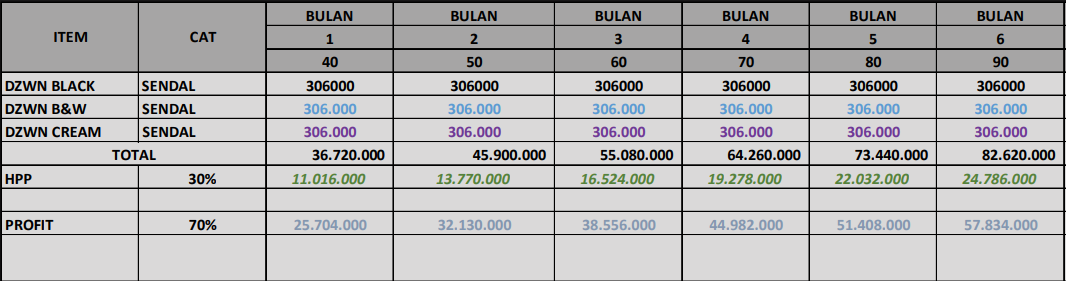 ITEM CAT BULAN BULAN BULAN BULAN BULAN BULAN
1 2 3 4 5 6
40 50 60 70 80 90
DZWN BLACK SENDAL 306000 306000 306000 306000 306000 306000
DZWN B&W SENDAL 306.000 306.000 306.000 306.000 306.000 306.000
DZWN CREAM SENDAL 306.000 306.000 306.000 306.000 306.000 306.000
TOTAL 36.720.000 45.900.000 55.080.000 64.260.000 73.440.000 82.620.000
HPP 30% 11.016.000 13.770.000 16.524.000 19.278.000 22.032.000 24.786.000
PROFIT 70% 25.704.000 32.130.000 38.556.000 44.982.000 51.408.000 57.834.000